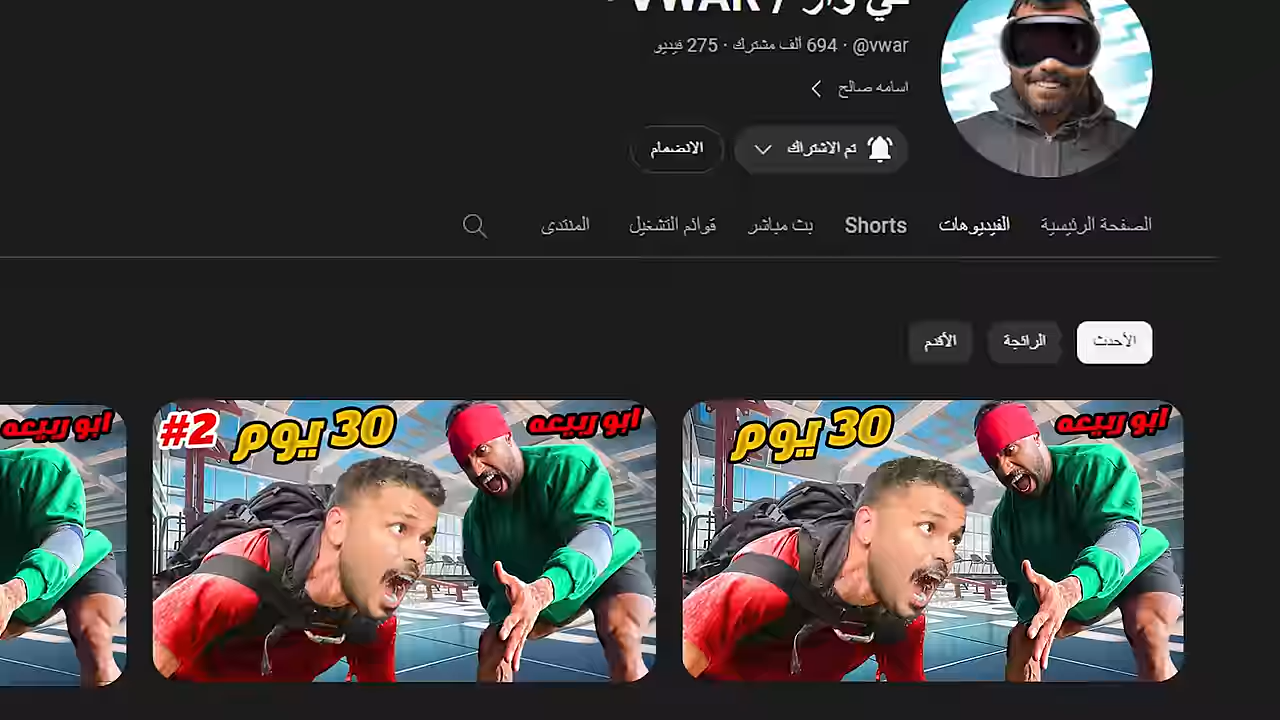 / VWAR
@vwar · 694 ألف مشترك · 275 فيديو
اسامه صالح
تم الاشتراك
الانضمام
الصفحة الرئيسية
الفيديوهات
Shorts
بث مباشر
قوائم التشغيل
المنتدى
الأحدث
الرائجة
الأقدم
ابو ربيعه
30 يوم
ابو ربيعه
30 يوم
#2
ابو ربيعه